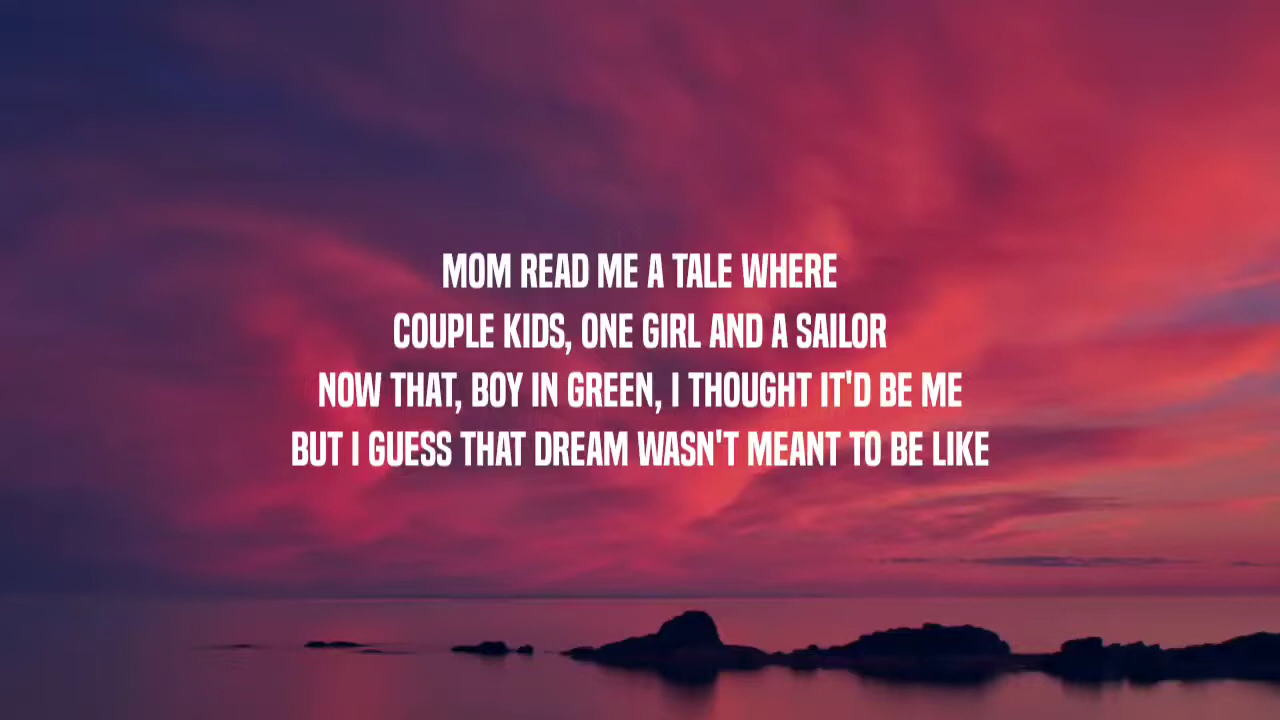 MOM READ ME A TALE WHERE
COUPLE KIDS, ONE GIRL AND A SAILOR
NOW THAT, BOY IN GREEN, I THOUGHT IT'D BE ME
BUT I GUESS THAT DREAM WASN'T MEANT TO BE LIKE